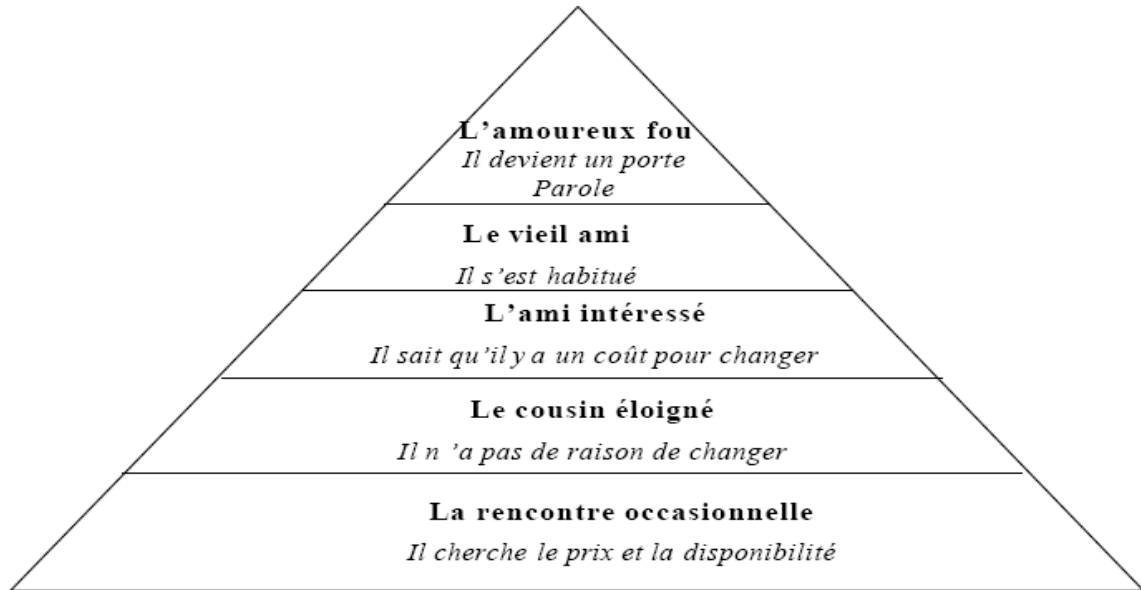 L’amoureux fou
Il devient un porte
Parole
Le vieil ami
Il s’est habitué
L’ami intéressé
Il sait qu’il y a un coût pour changer
Le cousin éloigné
Il n ’a pas de raison de changer
La rencontre occasionnelle
Il cherche le prix et la disponibilité